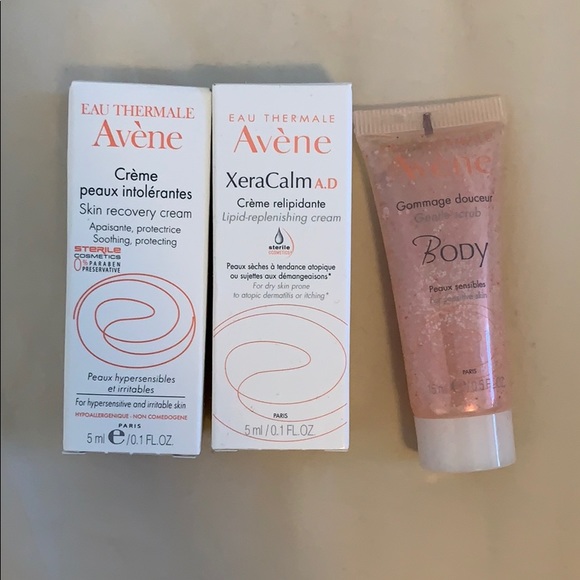 EAU THERMALE
Avène
Crème
peaux intolérantes
Skin recovery cream
Apaisante, protectrice
Soothing, protecting
STERILE
COSMETICS
0% PARABEN
PRESERVATIVE
Peaux hypersensibles
et irritables
For hypersensitive and irritable skin
HYPOALLERGENIQUE - NON COMEDOGENE
PARIS
5 ml e / 0.1 FL.OZ.
EAU THERMALE
Avène
XeraCalm A.D
Crème relipidante
Lipid-replenishing cream
sterile
COSMETICS
Peaux sèches à tendance atopique
ou sujettes aux démangeaisons*
For dry skin prone
to atopic dermatitis or itching*
PARIS
5 ml / 0.1 FL.OZ.
Avène
Gommage douceur
Gentle scrub
BODY
Peaux sensibles
For sensitive skin
PARIS